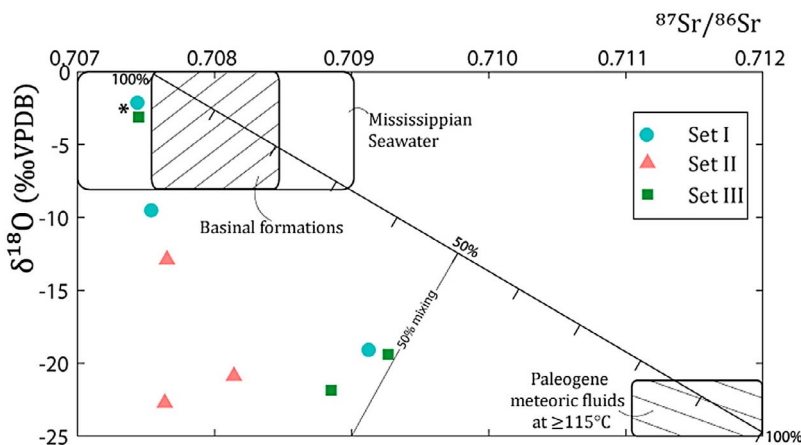 ⁸⁷Sr/⁸⁶Sr
0.707 0.708 0.709 0.710 0.711 0.712
δ¹⁸O (‰VPDB)
0
-5
-10
-15
-20
-25
100%
*
Mississippian
Seawater
Basinal formations
Set I
Set II
Set III
50%
50% mixing
Paleogene
meteoric fluids
at ≥115°C
100%